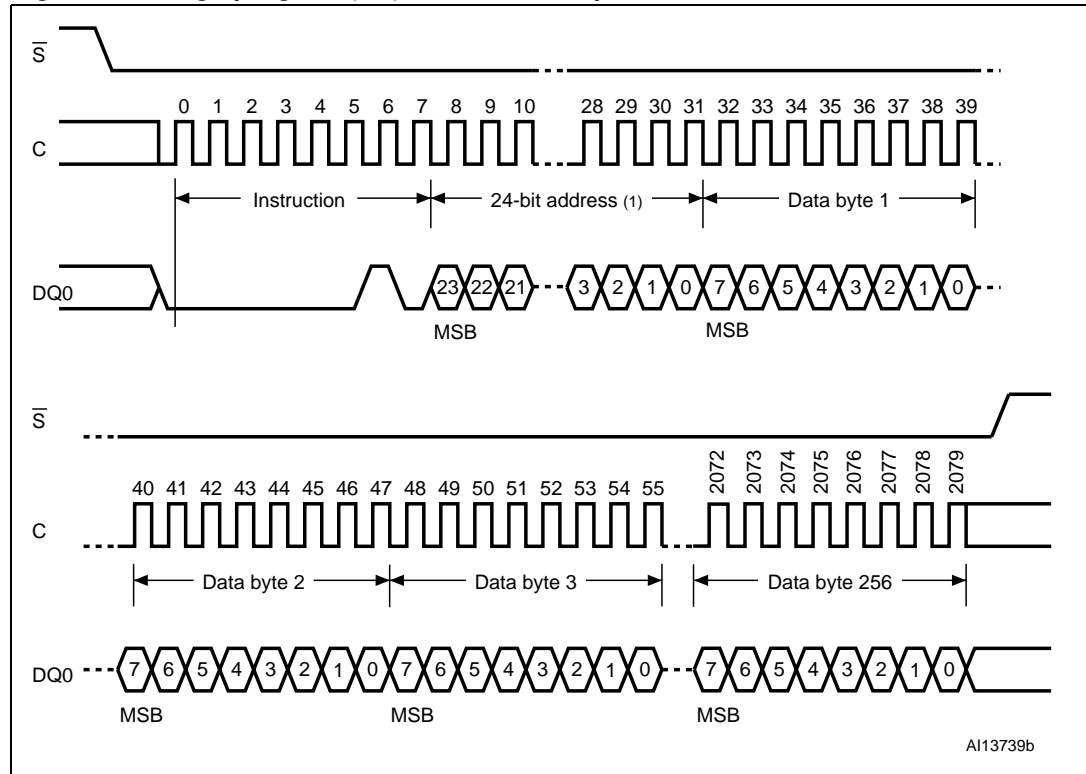 S
0 1 2 3 4 5 6 7 8 9 10 28 29 30 31 32 33 34 35 36 37 38 39
C
Instruction 24-bit address (1) Data byte 1
DQ0 23 22 21 3 2 1 0 7 6 5 4 3 2 1 0
MSB MSB
S
40 41 42 43 44 45 46 47 48 49 50 51 52 53 54 55 2072 2073 2074 2075 2076 2077 2078 2079
C
Data byte 2 Data byte 3 Data byte 256
DQ0 7 6 5 4 3 2 1 0 7 6 5 4 3 2 1 0 7 6 5 4 3 2 1 0
MSB MSB MSB
AI13739b